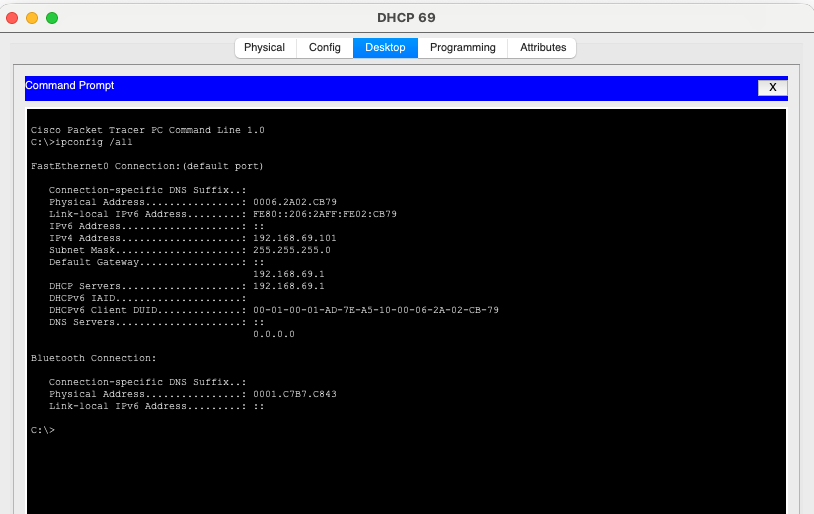 DHCP 69
Physical Config Desktop Programming Attributes
Command Prompt
X
Cisco Packet Tracer PC Command Line 1.0
C:\>ipconfig /all
FastEthernet0 Connection:(default port)
Connection-specific DNS Suffix..:
Physical Address................: 0006.2A02.CB79
Link-local IPv6 Address.........: FE80::206:2AFF:FE02:CB79
IPv6 Address....................: ::
IPv4 Address....................: 192.168.69.101
Subnet Mask.....................: 255.255.255.0
Default Gateway.................: ::
192.168.69.1
DHCP Servers....................: 192.168.69.1
DHCPv6 IAID.....................:
DHCPv6 Client DUID..............: 00-01-00-01-AD-7E-A5-10-00-06-2A-02-CB-79
DNS Servers.....................: ::
0.0.0.0
Bluetooth Connection:
Connection-specific DNS Suffix..:
Physical Address................: 0001.C7B7.C843
Link-local IPv6 Address.........: ::
C:\>